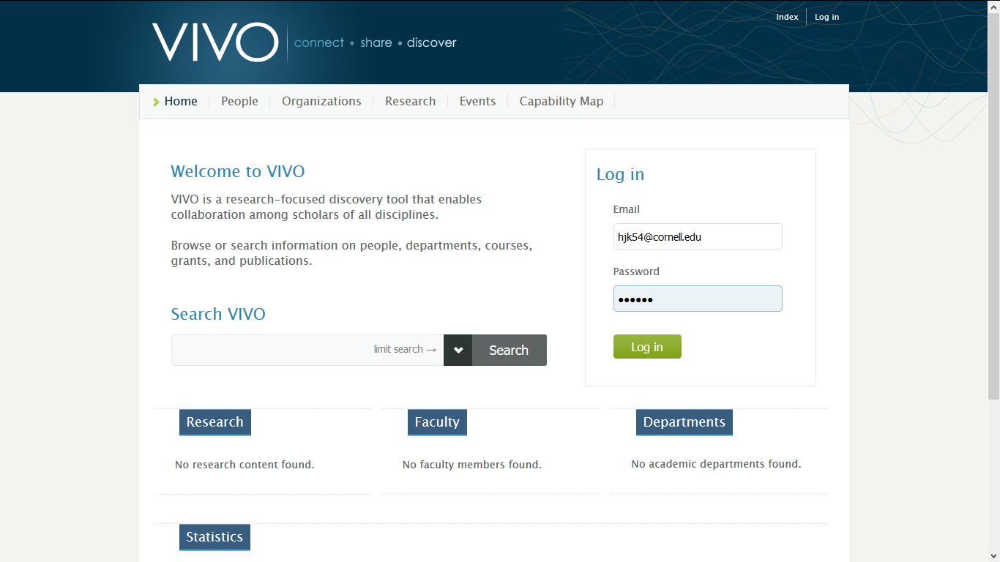 VIVO connect • share • discover
Index Log in
Home People Organizations Research Events Capability Map
Welcome to VIVO
VIVO is a research-focused discovery tool that enables
collaboration among scholars of all disciplines.
Browse or search information on people, departments, courses,
grants, and publications.
Search VIVO
limit search →
Search
Log in
Email
hjk54@cornell.edu
Password
••••••
Log in
Research
No research content found.
Faculty
No faculty members found.
Departments
No academic departments found.
Statistics